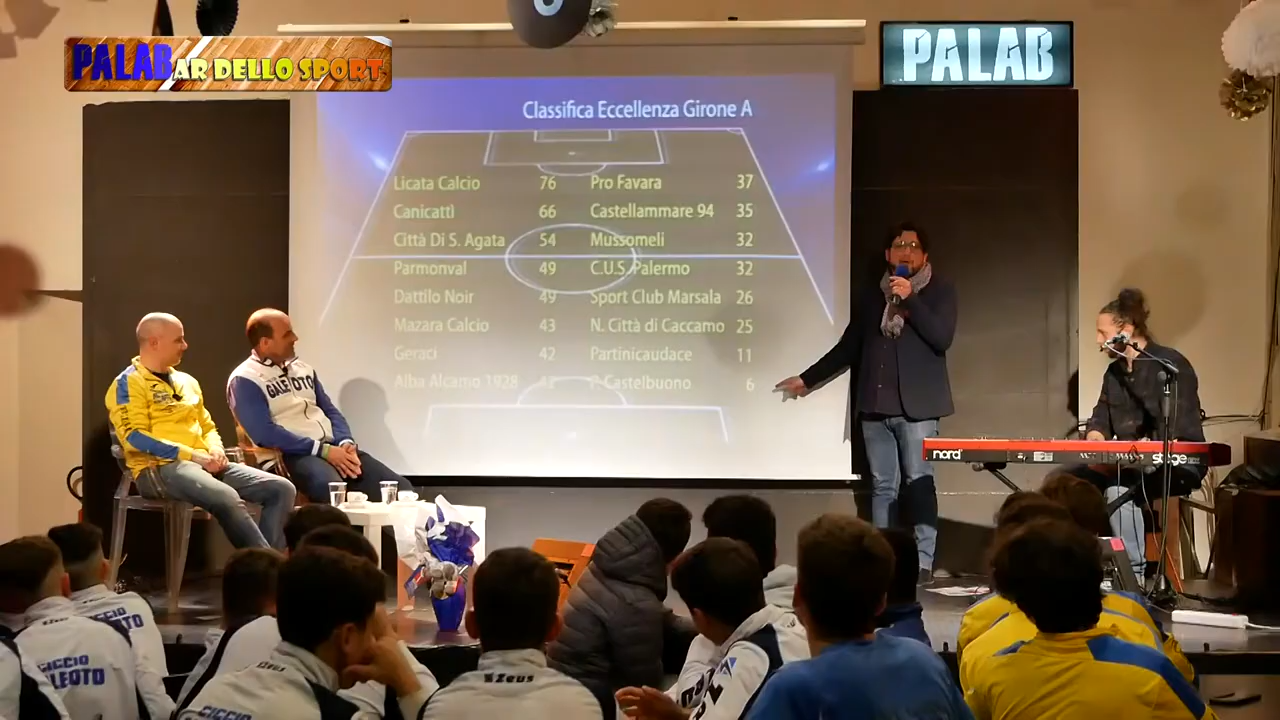 PALABAR DELLO SPORT
PALAB
Classifica Eccellenza Girone A
Licata Calcio 76 Pro Favara 37
Canicattì 66 Castellammare 94 35
Città Di S. Agata 54 Mussomeli 32
Parmonval 49 C.U.S. Palermo 32
Dattilo Noir 49 Sport Club Marsala 26
Mazara Calcio 43 N. Città di Caccamo 25
Geraci 42 Partinicaudace 11
Alba Alcamo 1928 42 P. Castelbuono 6
GALEOTO
nord stage
CICCIO
GALEOTO
Zeus
Zeus
CICCIO